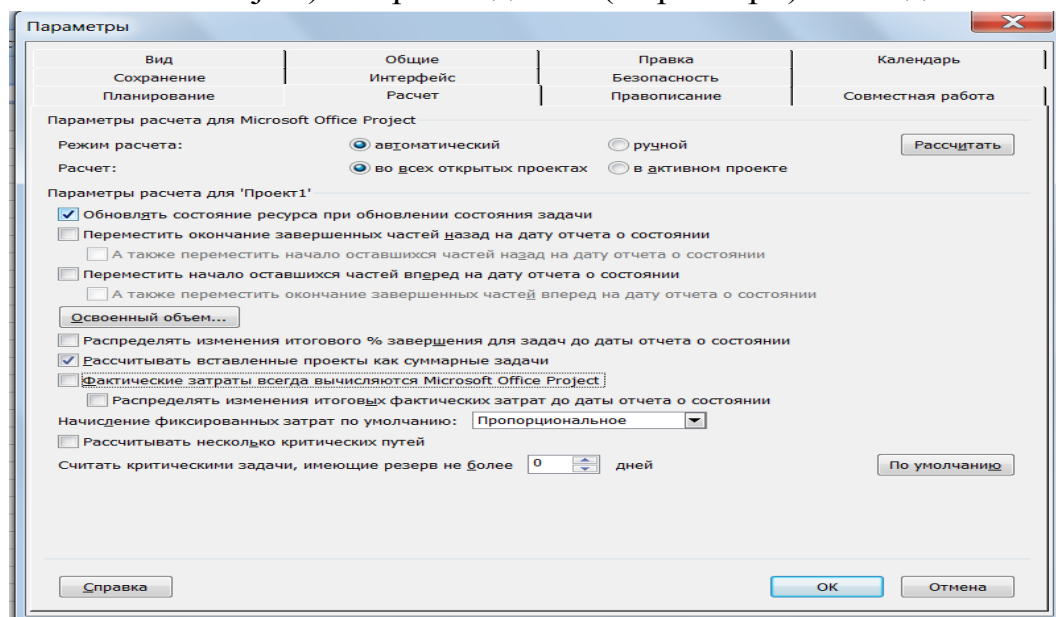 Параметры
Вид Общие Правка Календарь
Сохранение Интерфейс Безопасность
Планирование Расчет Правописание Совместная работа
Параметры расчета для Microsoft Office Project
Режим расчета: автоматический ручной Рассчитать
Расчет: во всех открытых проектах в активном проекте
Параметры расчета для 'Проект1'
Обновлять состояние ресурса при обновлении состояния задачи
Переместить окончание завершенных частей назад на дату отчета о состоянии
А также переместить начало оставшихся частей назад на дату отчета о состоянии
Переместить начало оставшихся частей вперед на дату отчета о состоянии
А также переместить окончание завершенных частей вперед на дату отчета о состоянии
Освоенный объем...
Распределять изменения итогового % завершения для задач до даты отчета о состоянии
Рассчитывать вставленные проекты как суммарные задачи
Фактические затраты всегда вычисляются Microsoft Office Project
Распределять изменения итоговых фактических затрат до даты отчета о состоянии
Начисление фиксированных затрат по умолчанию: Пропорциональное
Рассчитывать несколько критических путей
Считать критическими задачи, имеющие резерв не более 0 дней По умолчанию
Справка OK Отмена